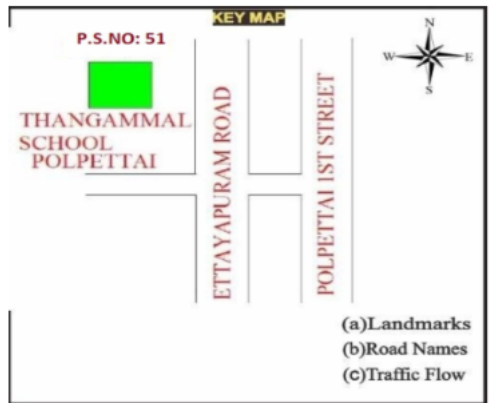 KEY MAP
P.S.NO: 51
THANGAMMAL
SCHOOL
POLPETTAI
ETTAYAPURAM ROAD
POLPETTAI 1ST STREET
N
W
E
S
(a)Landmarks
(b)Road Names
(c)Traffic Flow